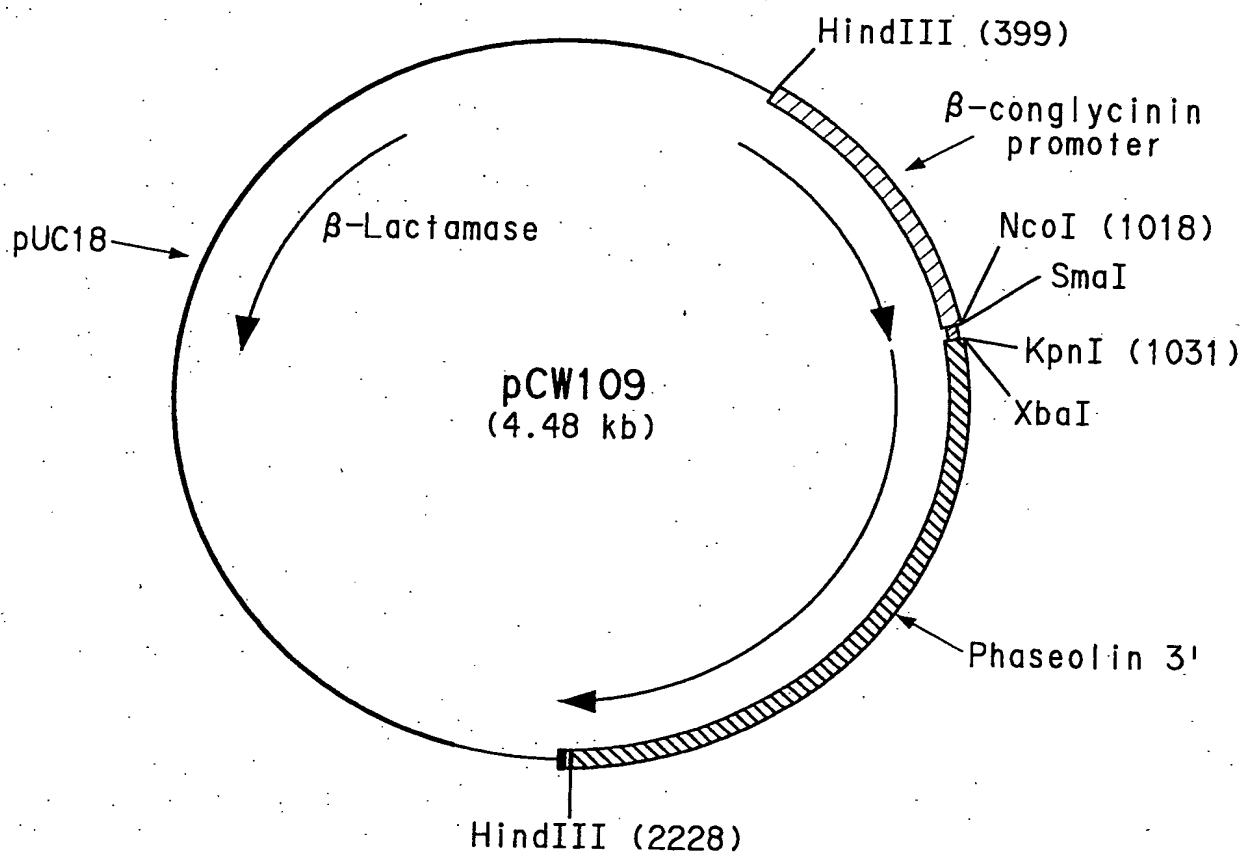 HindIII (399)
β-conglycinin
promoter
NcoI (1018)
SmaI
β-Lactamase
pUC18
KpnI (1031)
pCW109
(4.48 kb)
XbaI
Phaseolin 3'
HindIII (2228)